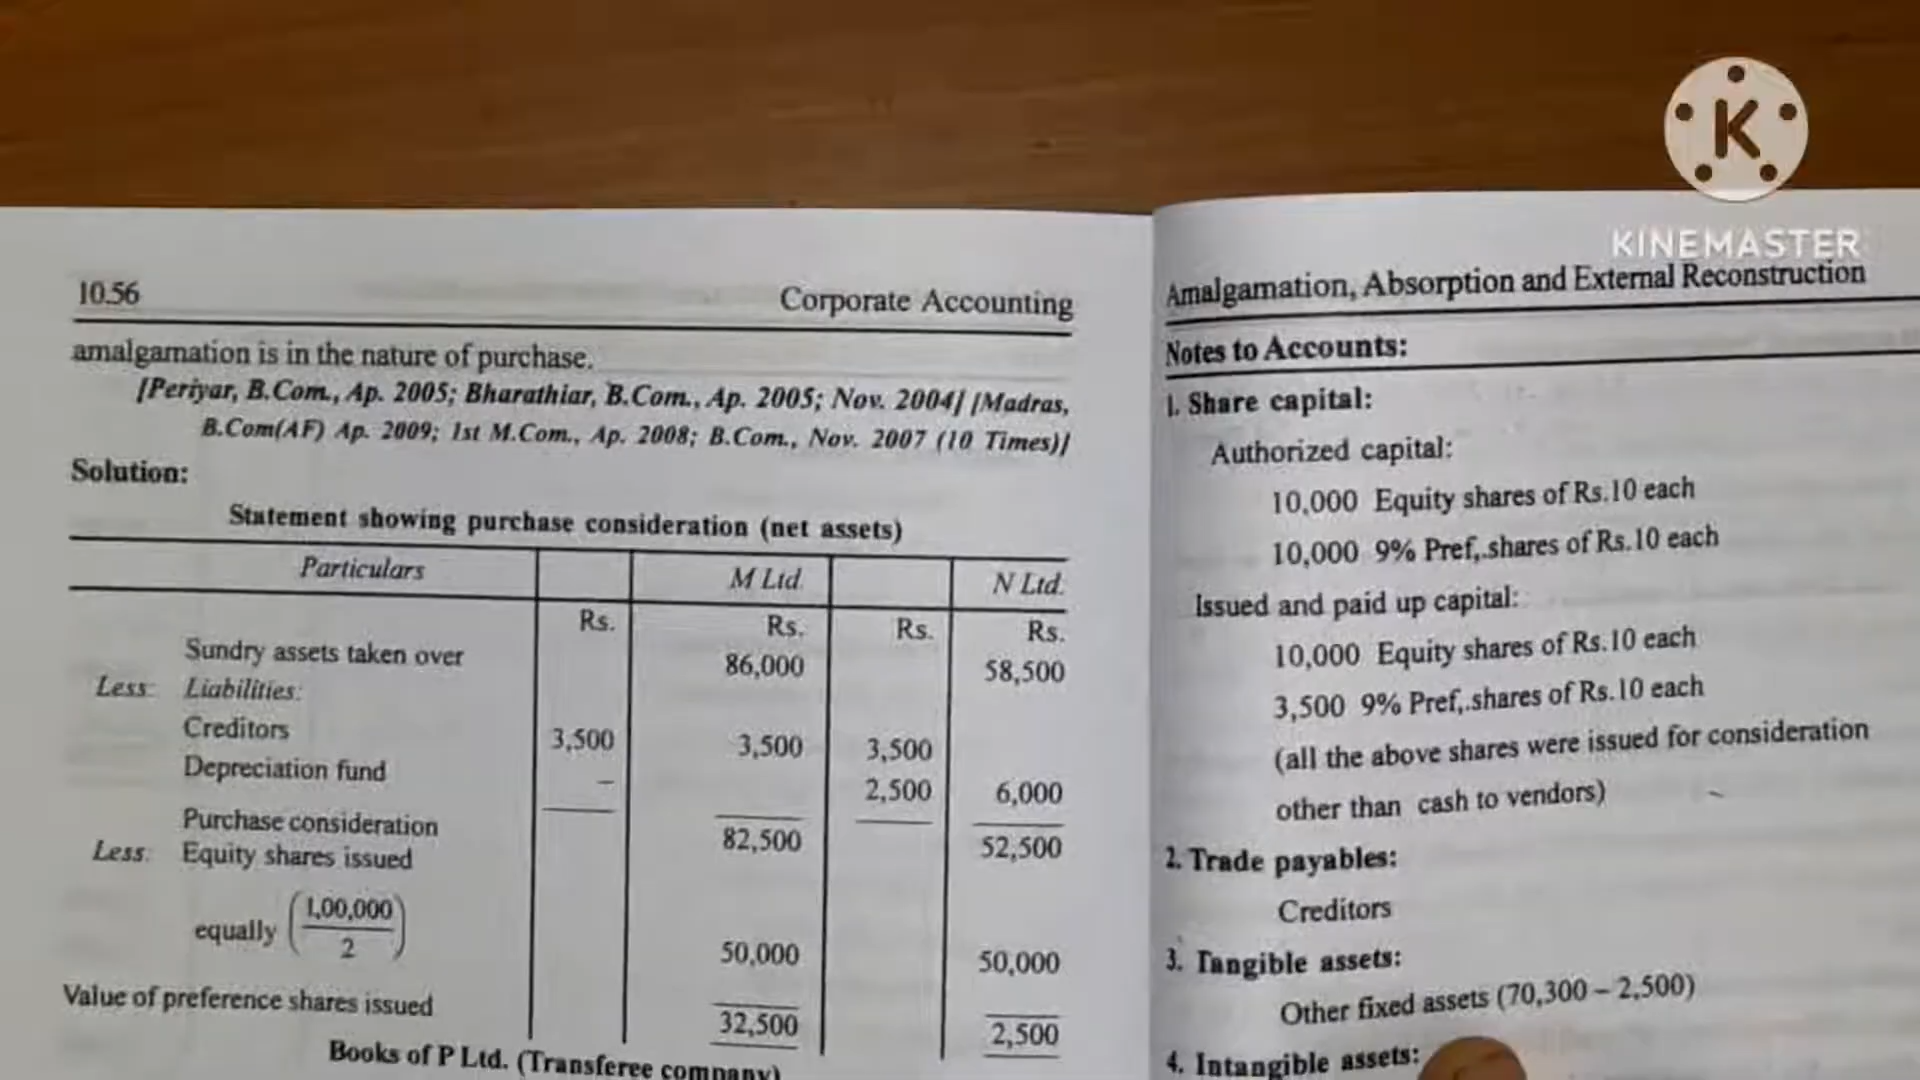 K
KINEMASTER
10.56 Corporate Accounting
amalgamation is in the nature of purchase.
[Periyar, B.Com., Ap. 2005; Bharathiar, B.Com., Ap. 2005; Nov. 2004] [Madras,
B.Com(AF) Ap. 2009; 1st M.Com., Ap. 2008; B.Com., Nov. 2007 (10 Times)]
Solution:
Statement showing purchase consideration (net assets)
Particulars M Ltd. N Ltd.
Rs. Rs. Rs. Rs.
Sundry assets taken over 86,000 58,500
Less: Liabilities:
Creditors 3,500 3,500 3,500
Depreciation fund – 2,500 6,000
Purchase consideration 82,500 52,500
Less: Equity shares issued
equally (1,00,000 / 2) 50,000 50,000
Value of preference shares issued 32,500 2,500
Books of P Ltd. (Transferee company)
Amalgamation, Absorption and External Reconstruction
Notes to Accounts:
1. Share capital:
Authorized capital:
10,000 Equity shares of Rs.10 each
10,000 9% Pref,.shares of Rs.10 each
Issued and paid up capital:
10,000 Equity shares of Rs.10 each
3,500 9% Pref,.shares of Rs.10 each
(all the above shares were issued for consideration
other than cash to vendors)
2. Trade payables:
Creditors
3. Tangible assets:
Other fixed assets (70,300 – 2,500)
4. Intangible assets: